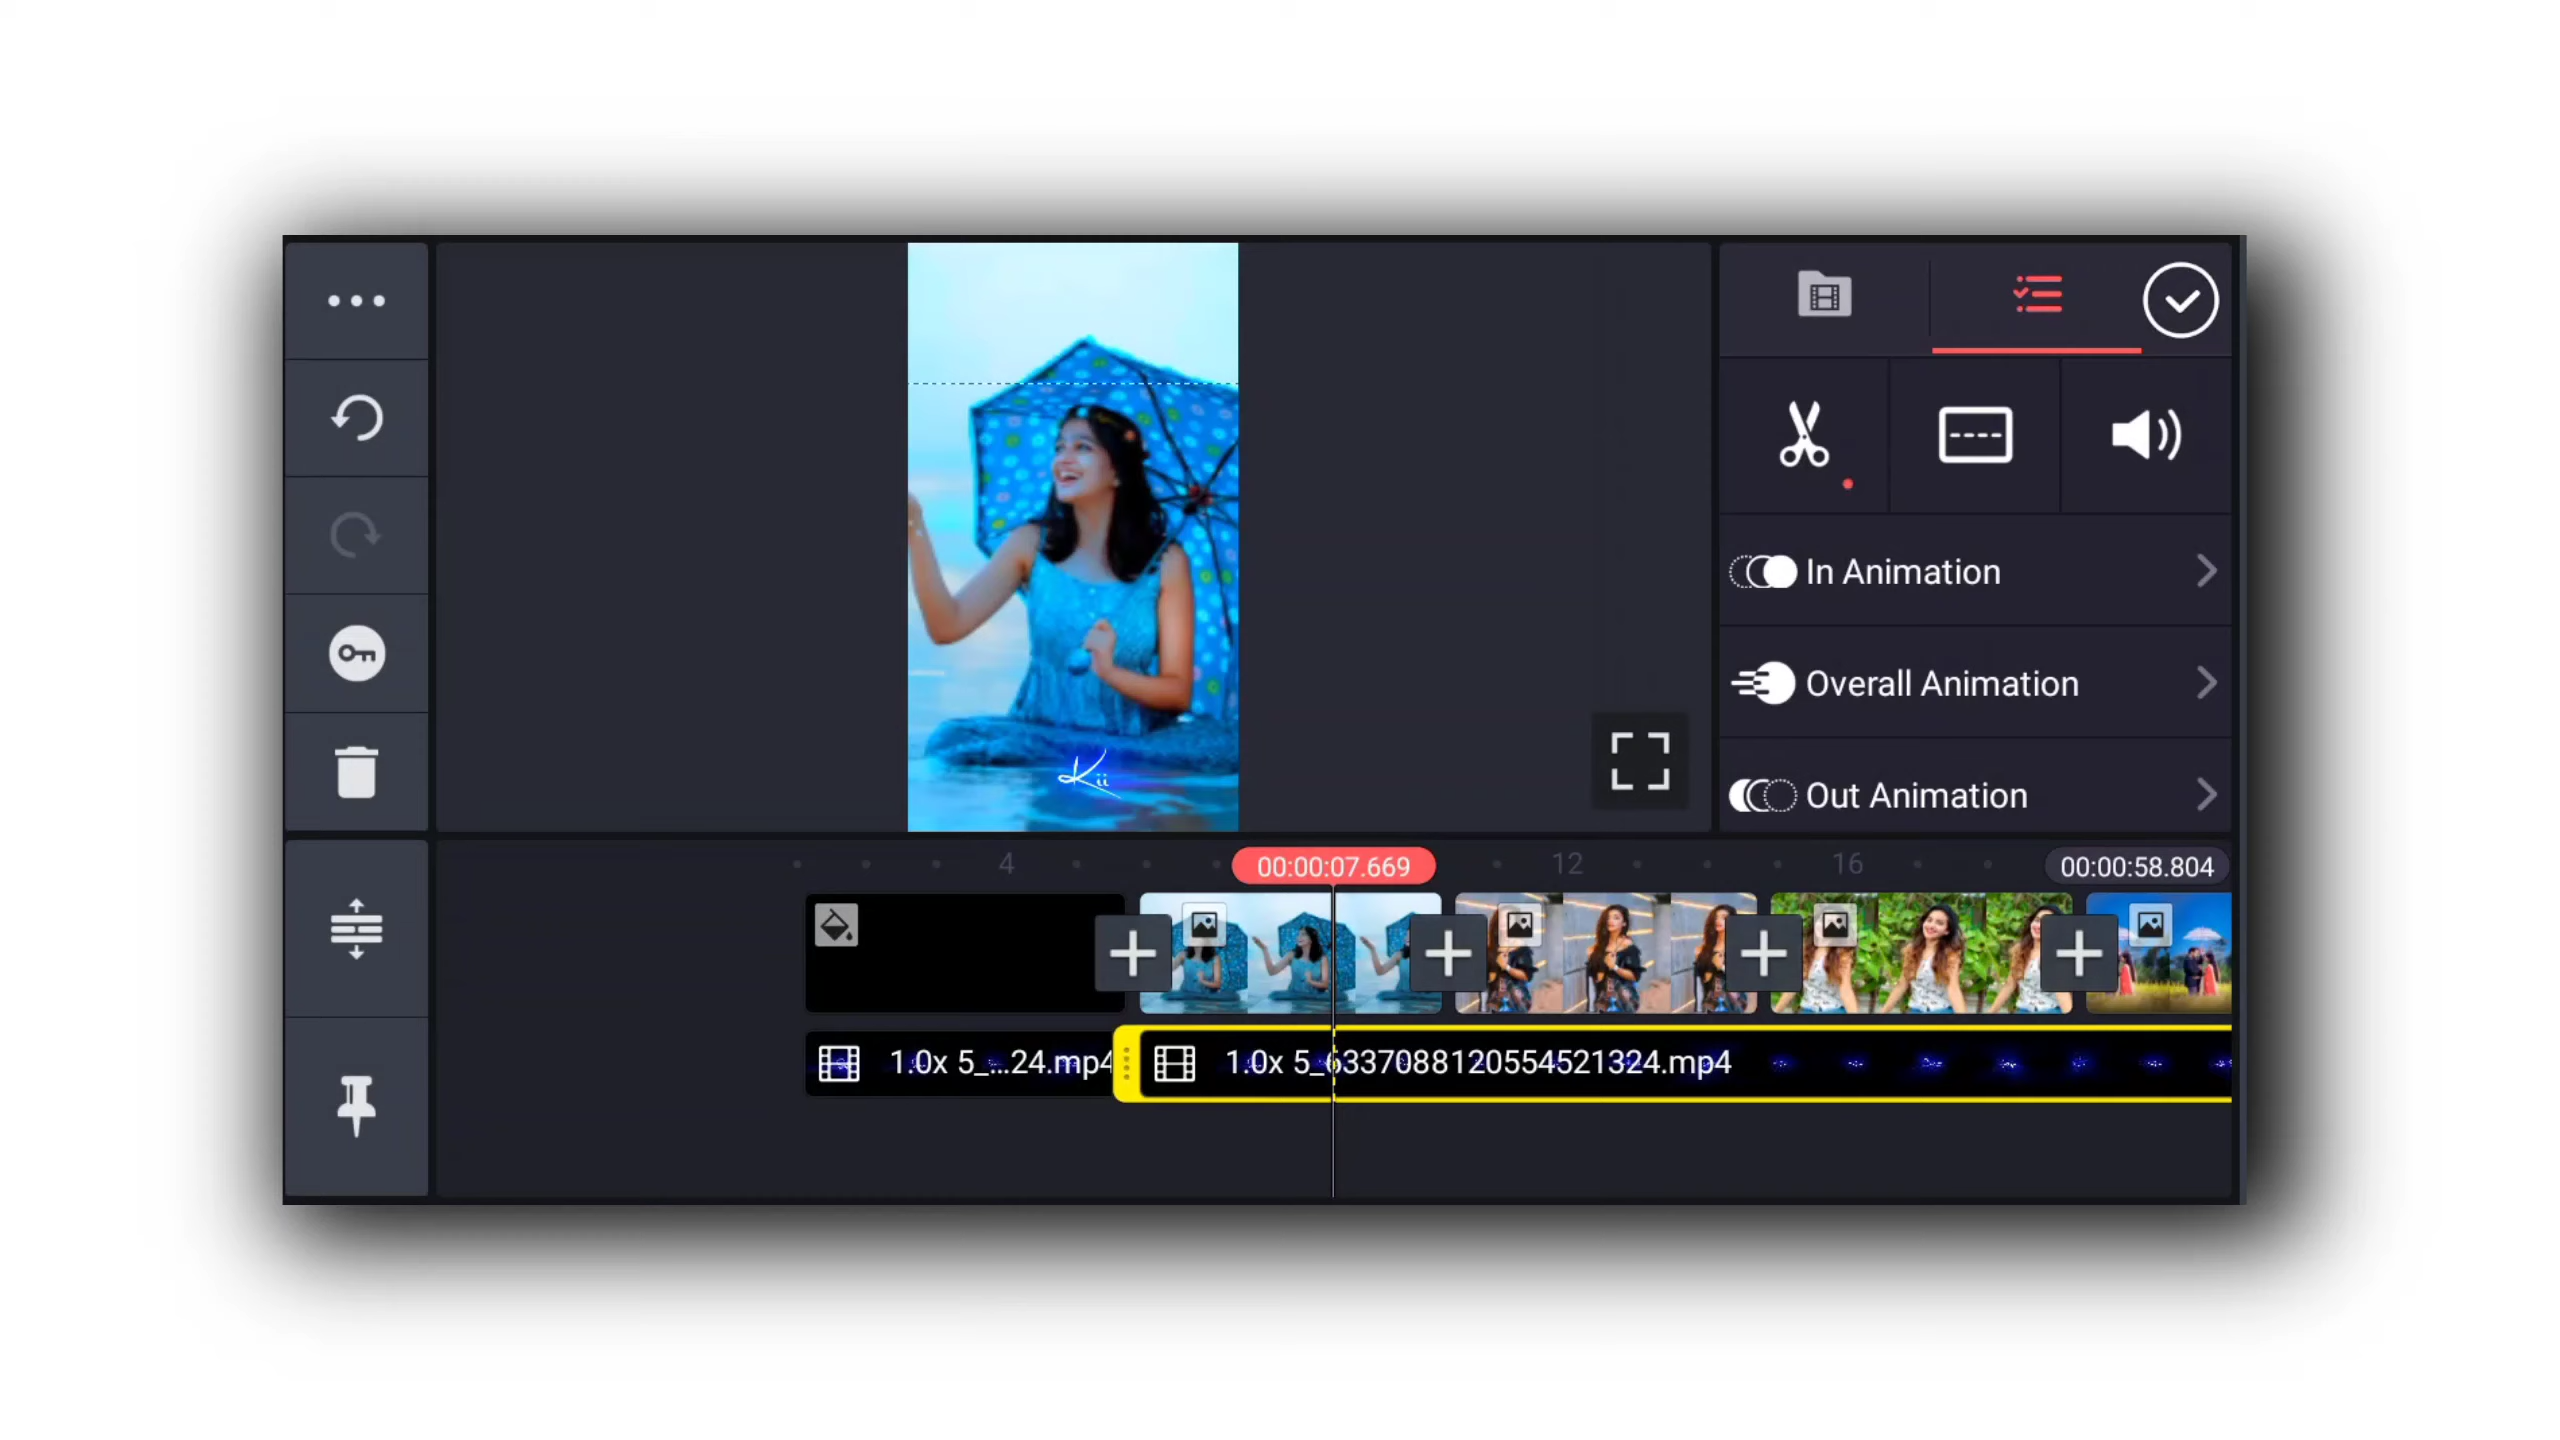 In Animation
Overall Animation
Kii
Out Animation
4
00:00:07.669
12
16
00:00:58.804
1.0x 5_...24.mp4
1.0x 5_6337088120554521324.mp4